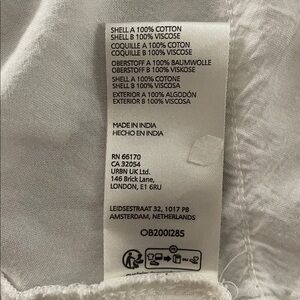 SHELL A 100% COTTON
SHELL B 100% VISCOSE
COQUILLE A 100% COTON
COQUILLE B 100% VISCOSE
OBERSTOFF A 100% BAUMWOLLE
OBERSTOFF B 100% VISKOSE
SHELL A 100% COTONE
SHELL B 100% VISCOSA
EXTERIOR A 100% ALGODÓN
EXTERIOR B 100% VISCOSA
MADE IN INDIA
HECHO EN INDIA
RN 66170
CA 32054
URBN UK Ltd.
146 Brick Lane,
LONDON, E1 6RU
LEIDSESTRAAT 32, 1017 PB
AMSTERDAM, NETHERLANDS
OB2001285